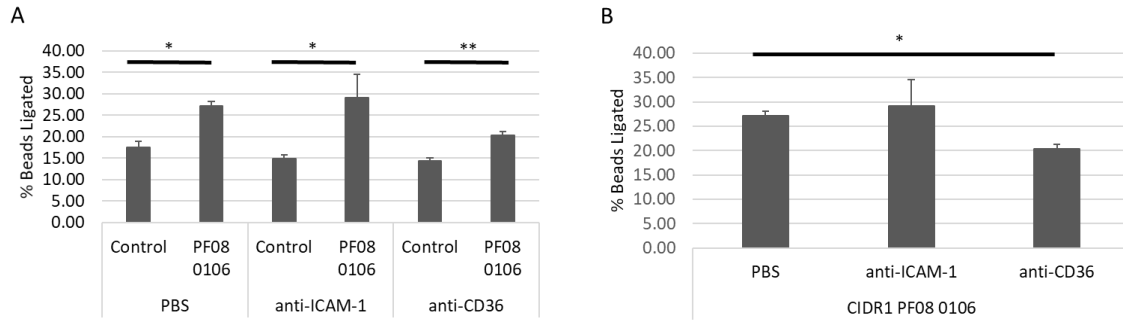 A
* * **
% Beads Ligated
40.00
35.00
30.00
25.00
20.00
15.00
10.00
5.00
0.00
Control PF08 Control PF08 Control PF08
0106 0106 0106
PBS anti-ICAM-1 anti-CD36
B
*
% Beads Ligated
40.00
35.00
30.00
25.00
20.00
15.00
10.00
5.00
0.00
PBS anti-ICAM-1 anti-CD36
CIDR1 PF08 0106